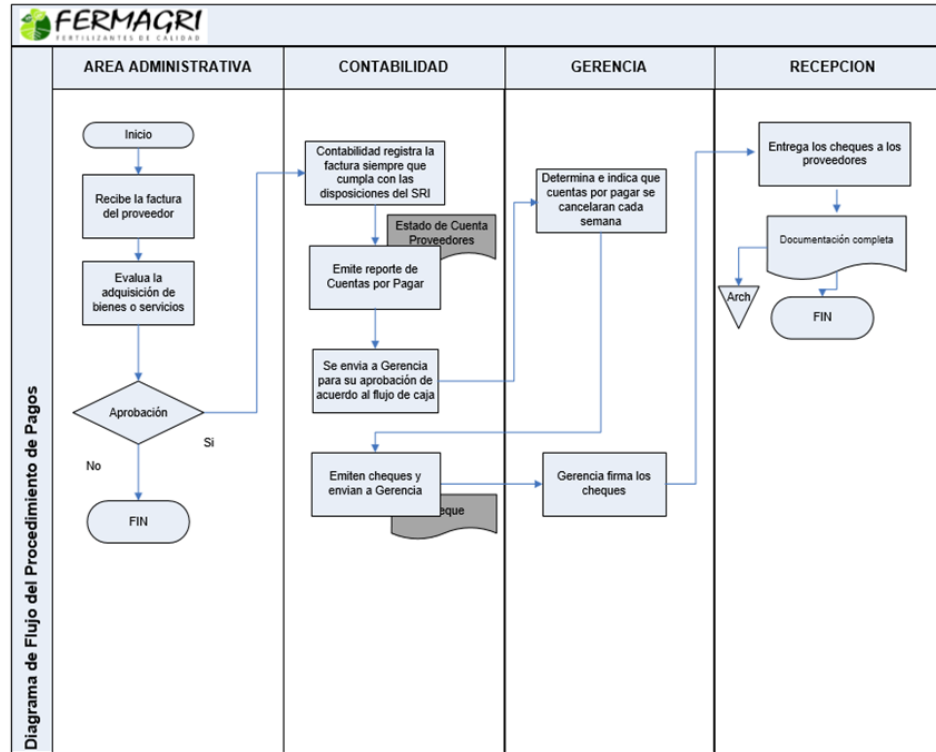 FERMAGRI
FERTILIZANTES DE CALIDAD
Diagrama de Flujo del Procedimiento de Pagos
AREA ADMINISTRATIVA
CONTABILIDAD
GERENCIA
RECEPCION
Inicio
Recibe la factura
del proveedor
Evalua la
adquisición de
bienes o servicios
Aprobación
Si
No
FIN
Contabilidad registra la
factura siempre que
cumpla con las
disposiciones del SRI
Estado de Cuenta
Proveedores
Emite reporte de
Cuentas por Pagar
Se envia a Gerencia
para su aprobación de
acuerdo al flujo de caja
Emiten cheques y
envian a Gerencia
Determina e indica que
cuentas por pagar se
cancelaran cada
semana
Gerencia firma los
cheques
Entrega los cheques a los
proveedores
Documentación completa
Arch
FIN